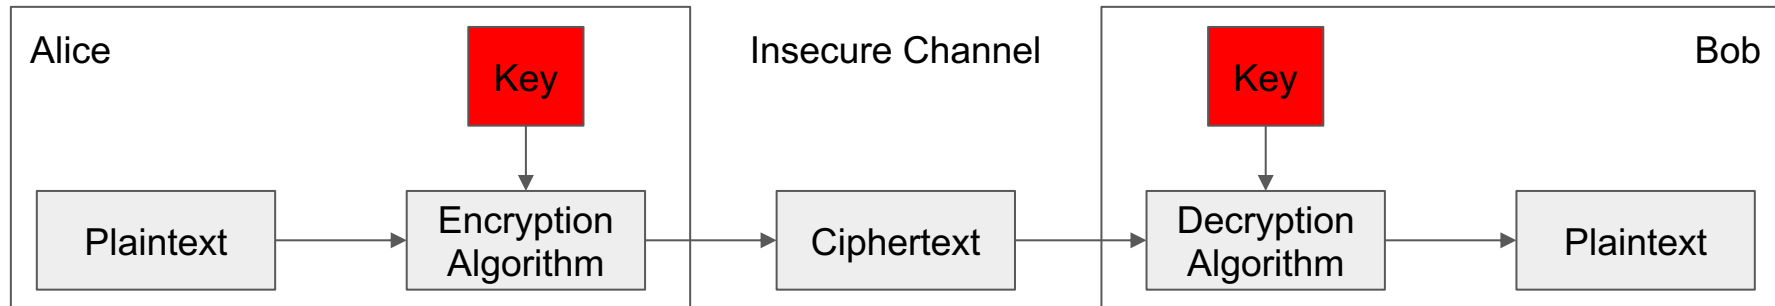 Alice
Key
Insecure Channel
Key
Bob
Plaintext
Encryption
Algorithm
Ciphertext
Decryption
Algorithm
Plaintext